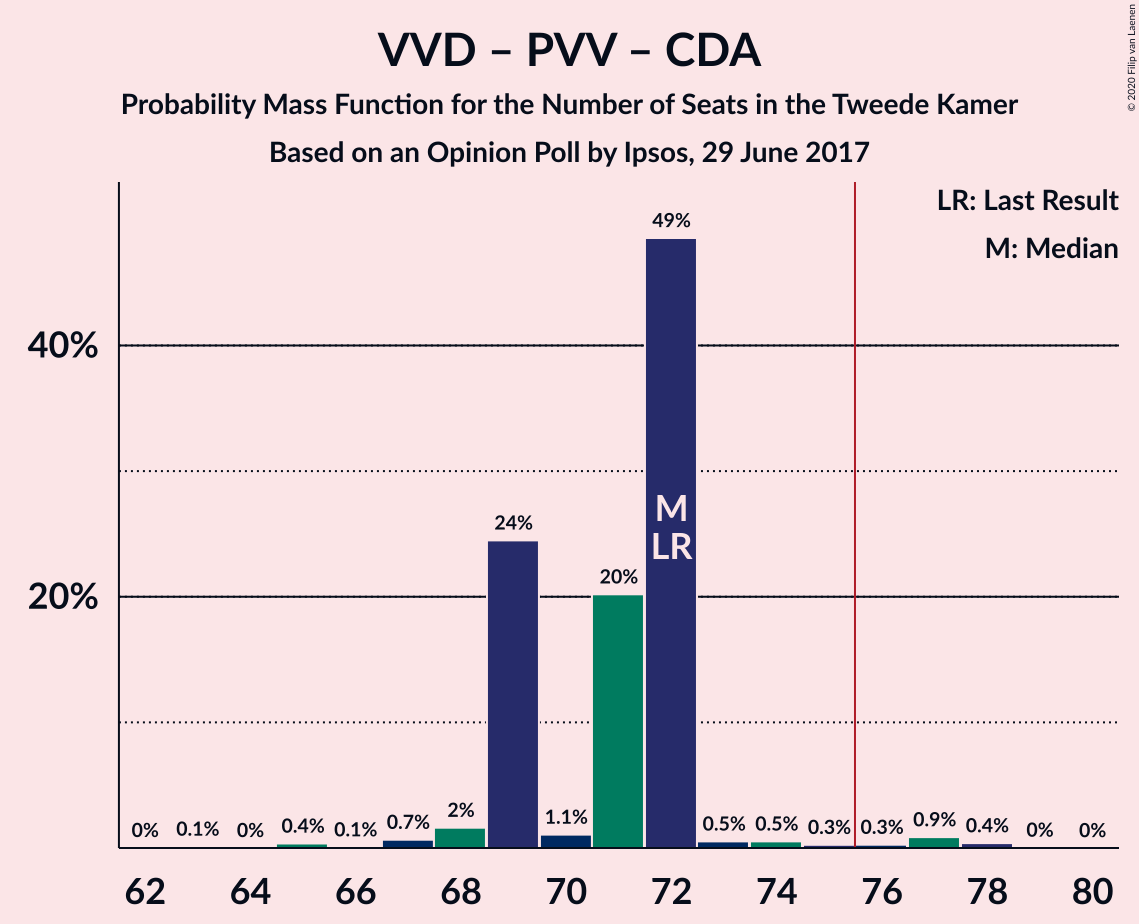 VVD – PVV – CDA
Probability Mass Function for the Number of Seats in the Tweede Kamer
Based on an Opinion Poll by Ipsos, 29 June 2017
© 2020 Filip van Laenen
LR: Last Result
M: Median
40%
20%
0%
0.1%
0%
0.4%
0.1%
0.7%
2%
24%
1.1%
20%
49%
M
LR
0.5%
0.5%
0.3%
0.3%
0.9%
0.4%
0%
0%
62 64 66 68 70 72 74 76 78 80